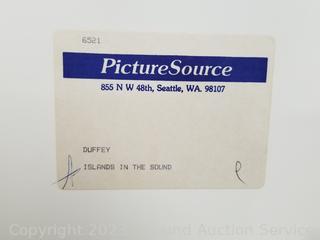 6521
PictureSource
855 N W 48th, Seattle, WA. 98107
DUFFEY
ISLANDS IN THE SOUND